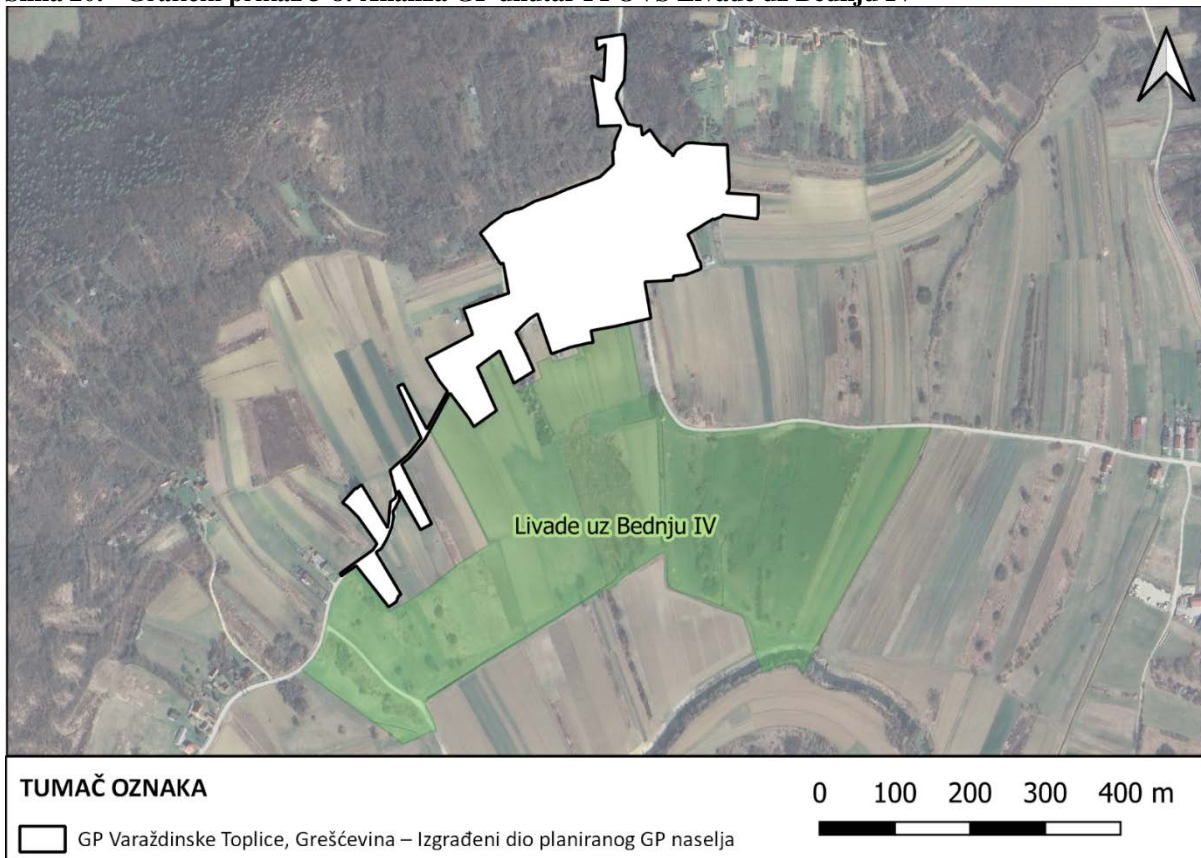 Livade uz Bednju IV
TUMAČ OZNAKA
0 100 200 300 400 m
GP Varaždinske Toplice, Grešćevina – Izgrađeni dio planiranog GP naselja